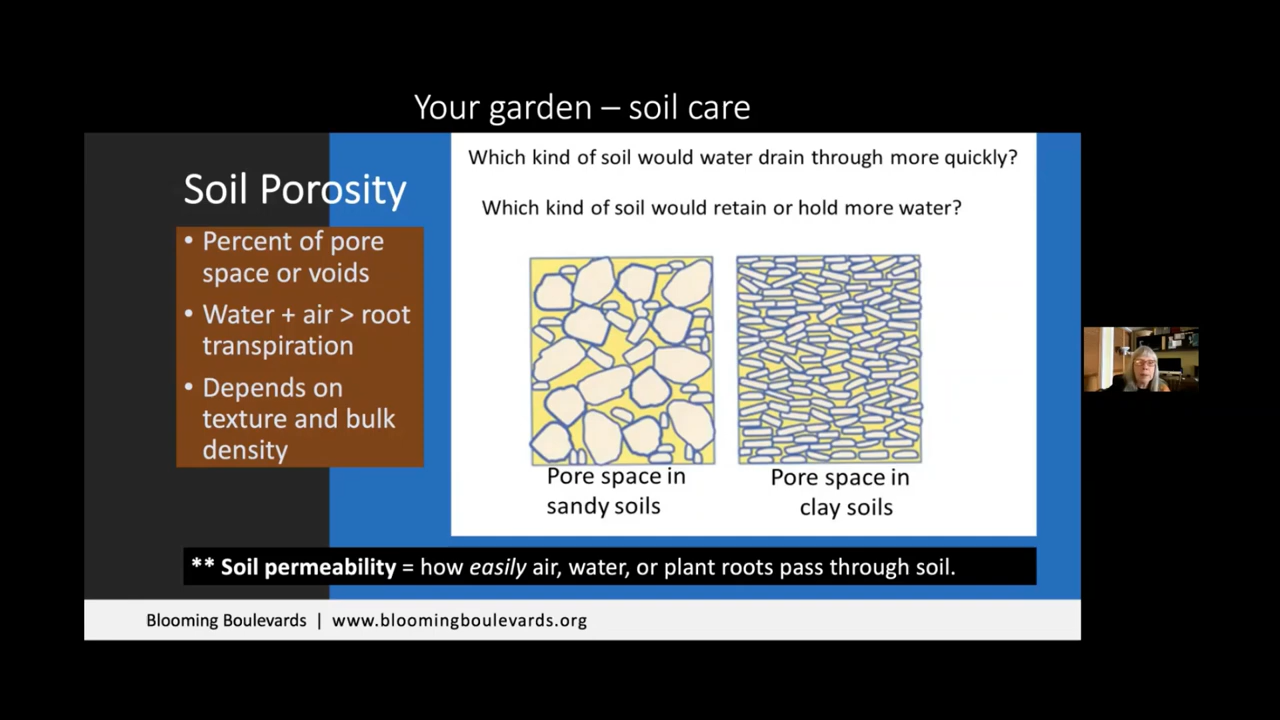 Your garden – soil care
Soil Porosity
• Percent of pore
space or voids
• Water + air > root
transpiration
• Depends on
texture and bulk
density
Which kind of soil would water drain through more quickly?
Which kind of soil would retain or hold more water?
Pore space in
sandy soils
Pore space in
clay soils
** Soil permeability = how easily air, water, or plant roots pass through soil.
Blooming Boulevards | www.bloomingboulevards.org